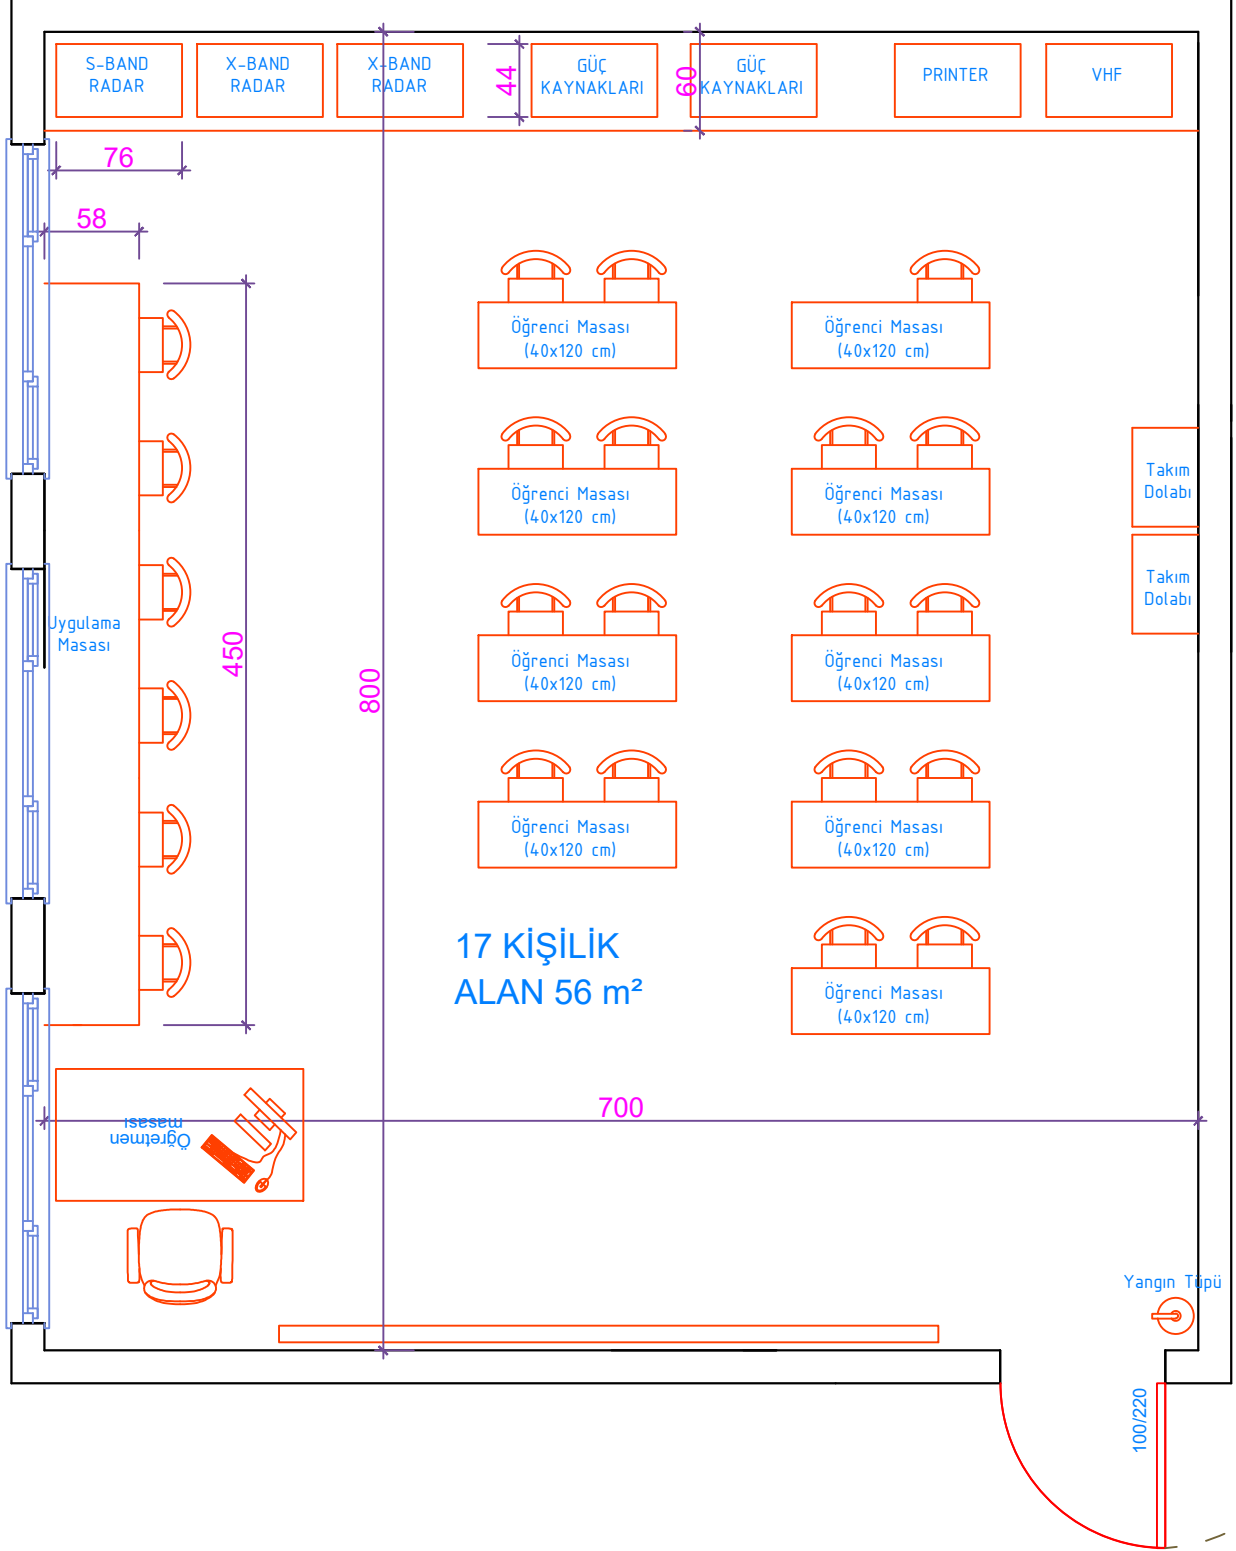 S-BAND
RADAR
X-BAND
RADAR
X-BAND
RADAR
44
GÜÇ
KAYNAKLARI
60
GÜÇ
KAYNAKLARI
PRINTER
VHF
76
58
Öğrenci Masası
(40x120 cm)
Öğrenci Masası
(40x120 cm)
Öğrenci Masası
(40x120 cm)
Öğrenci Masası
(40x120 cm)
Takım
Dolabı
Takım
Dolabı
Uygulama
Masası
450
800
Öğrenci Masası
(40x120 cm)
Öğrenci Masası
(40x120 cm)
Öğrenci Masası
(40x120 cm)
Öğrenci Masası
(40x120 cm)
17 KİŞİLİK
ALAN 56 m²
Öğrenci Masası
(40x120 cm)
700
Öğretmen
masası
Yangın Tüpü
100/220